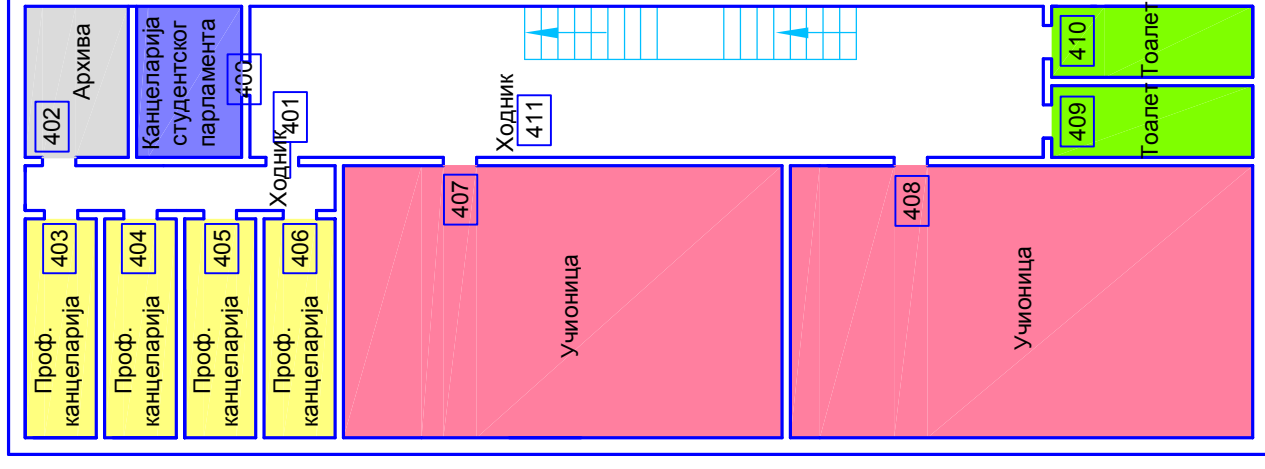 402
Архива
Канцеларија
студентског
парламента
400
401
Ходник
Ходник
411
410
Тоалет
409
Тоалет
403
Проф.
канцеларија
404
Проф.
канцеларија
405
Проф.
канцеларија
406
Проф.
канцеларија
407
Учионица
408
Учионица